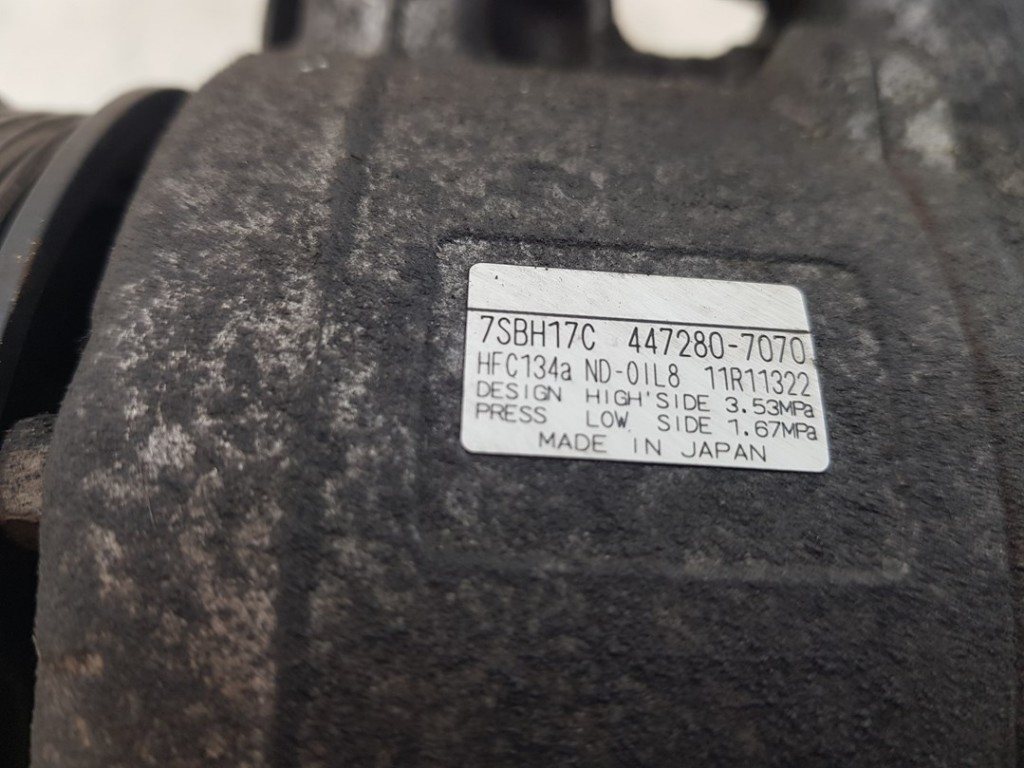 7SBH17C 447280-7070
HFC134a ND-OIL8 11R11322
DESIGN HIGH SIDE 3.53MPa
PRESS LOW SIDE 1.67MPa
MADE IN JAPAN